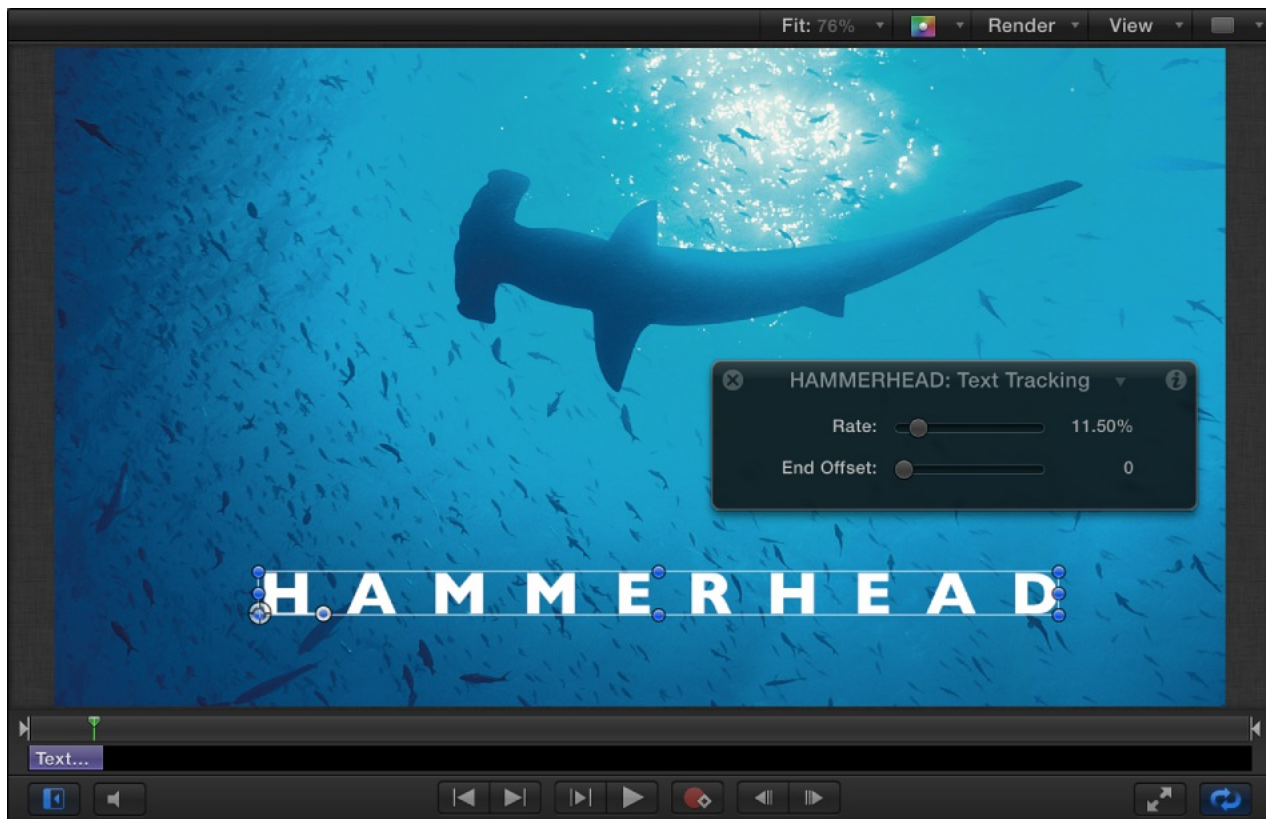 Fit: 76% Render View
HAMMERHEAD: Text Tracking
Rate: 11.50%
End Offset: 0
HAMMERHEAD
Text...